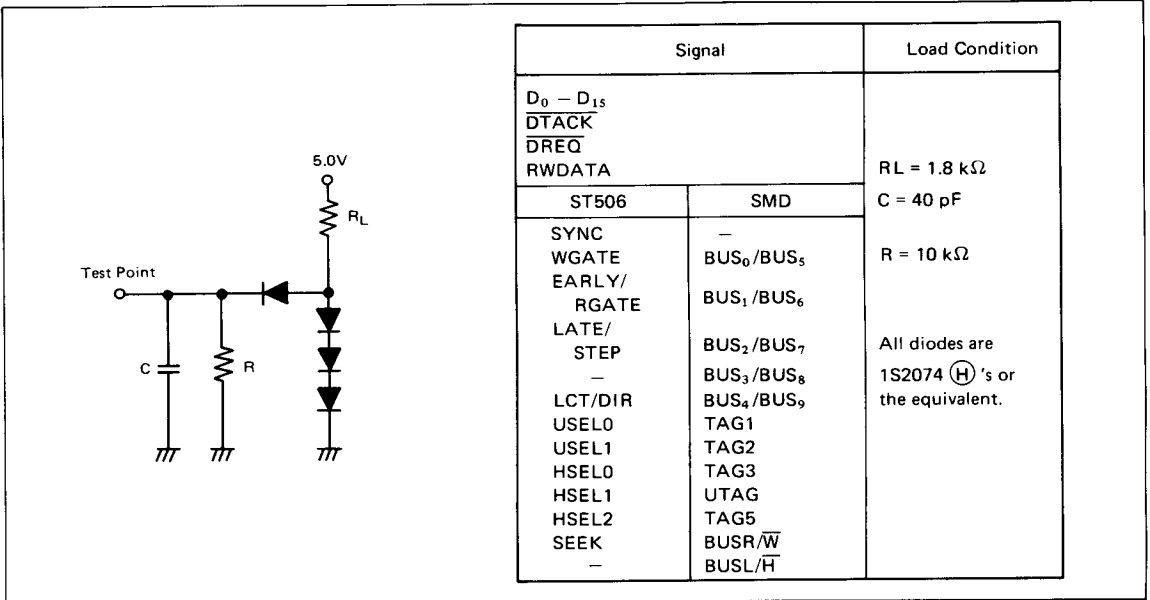 5.0V
R_L
Test Point
C
R
Signal Load Condition
D₀ – D₁₅
D̅T̅A̅C̅K̅
D̅R̅E̅Q̅
RWDATA
RL = 1.8 kΩ
ST506 SMD
C = 40 pF
SYNC –
WGATE BUS₀/BUS₅
R = 10 kΩ
EARLY/
RGATE BUS₁/BUS₆
LATE/
STEP BUS₂/BUS₇
All diodes are
– BUS₃/BUS₈
1S2074 Ⓗ 's or
LCT/DIR BUS₄/BUS₉
the equivalent.
USEL0 TAG1
USEL1 TAG2
HSEL0 TAG3
HSEL1 UTAG
HSEL2 TAG5
SEEK BUSR/W̅
– BUSL/H̅